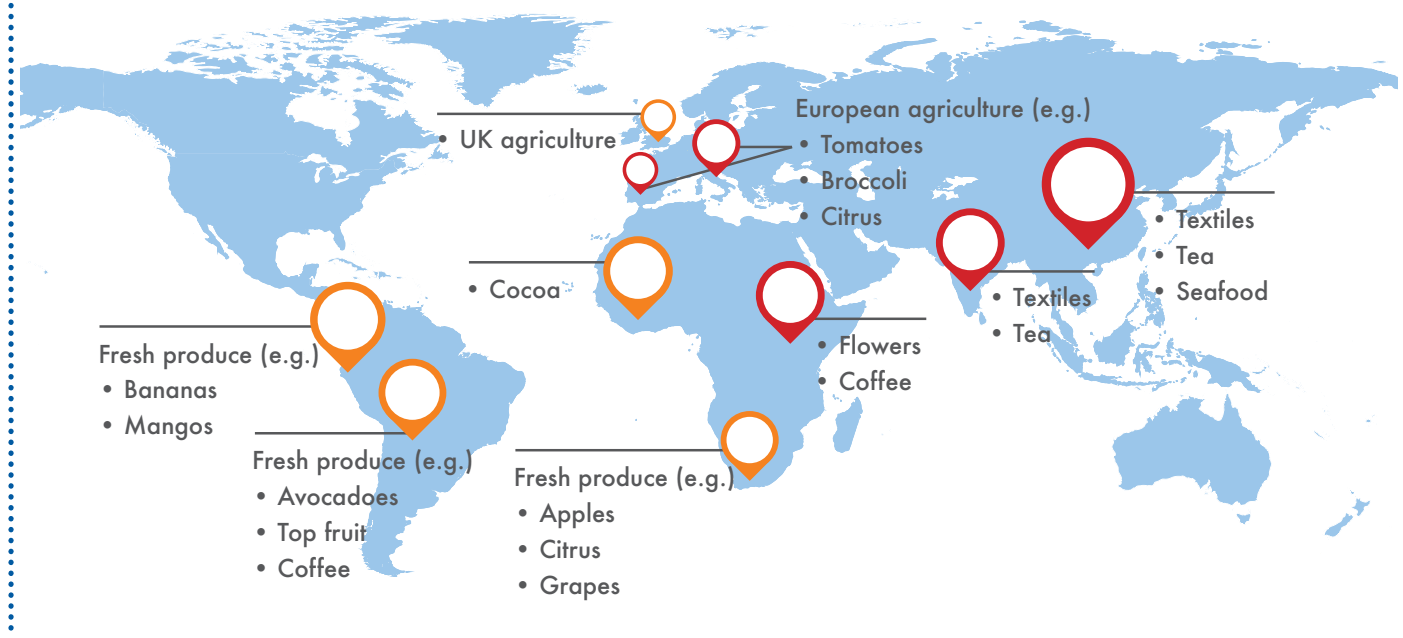 European agriculture (e.g.)
• Tomatoes
• Broccoli
• Citrus
• UK agriculture
• Textiles
• Tea
• Seafood
• Textiles
• Tea
• Cocoa
• Flowers
• Coffee
Fresh produce (e.g.)
• Bananas
• Mangos
Fresh produce (e.g.)
• Avocadoes
• Top fruit
• Coffee
Fresh produce (e.g.)
• Apples
• Citrus
• Grapes